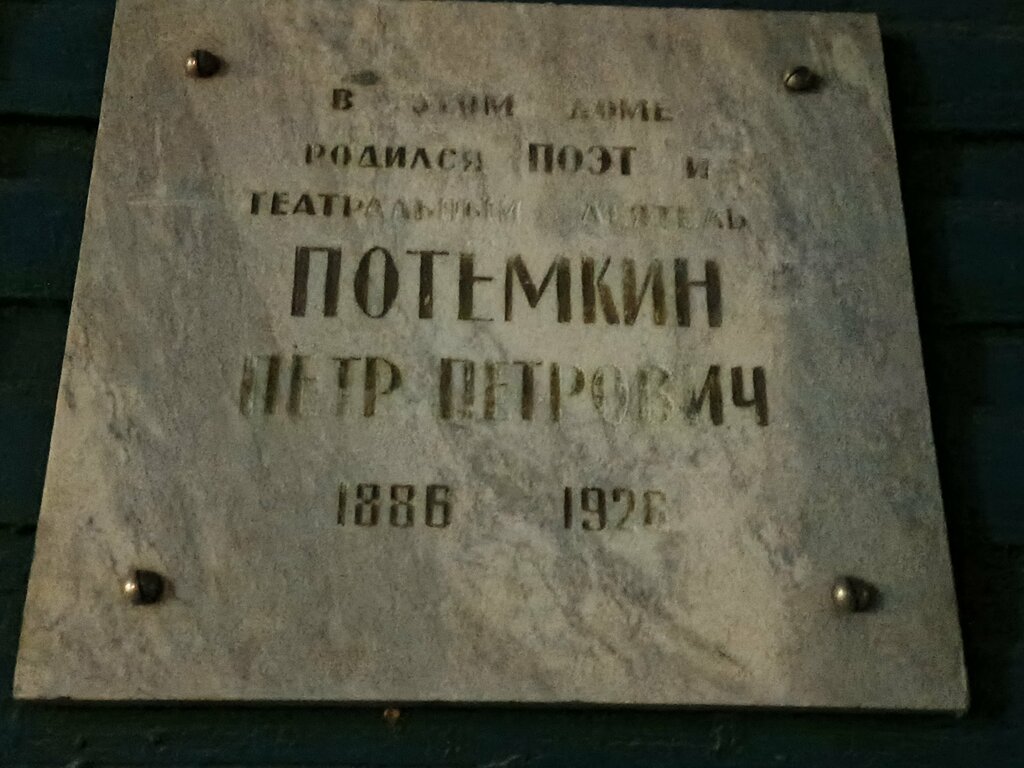 В ЭТОМ ДОМЕ
РОДИЛСЯ ПОЭТ И
ТЕАТРАЛЬНЫЙ ДЕЯТЕЛЬ
ПОТЕМКИН
ПЕТР ПЕТРОВИЧ
1886 1926